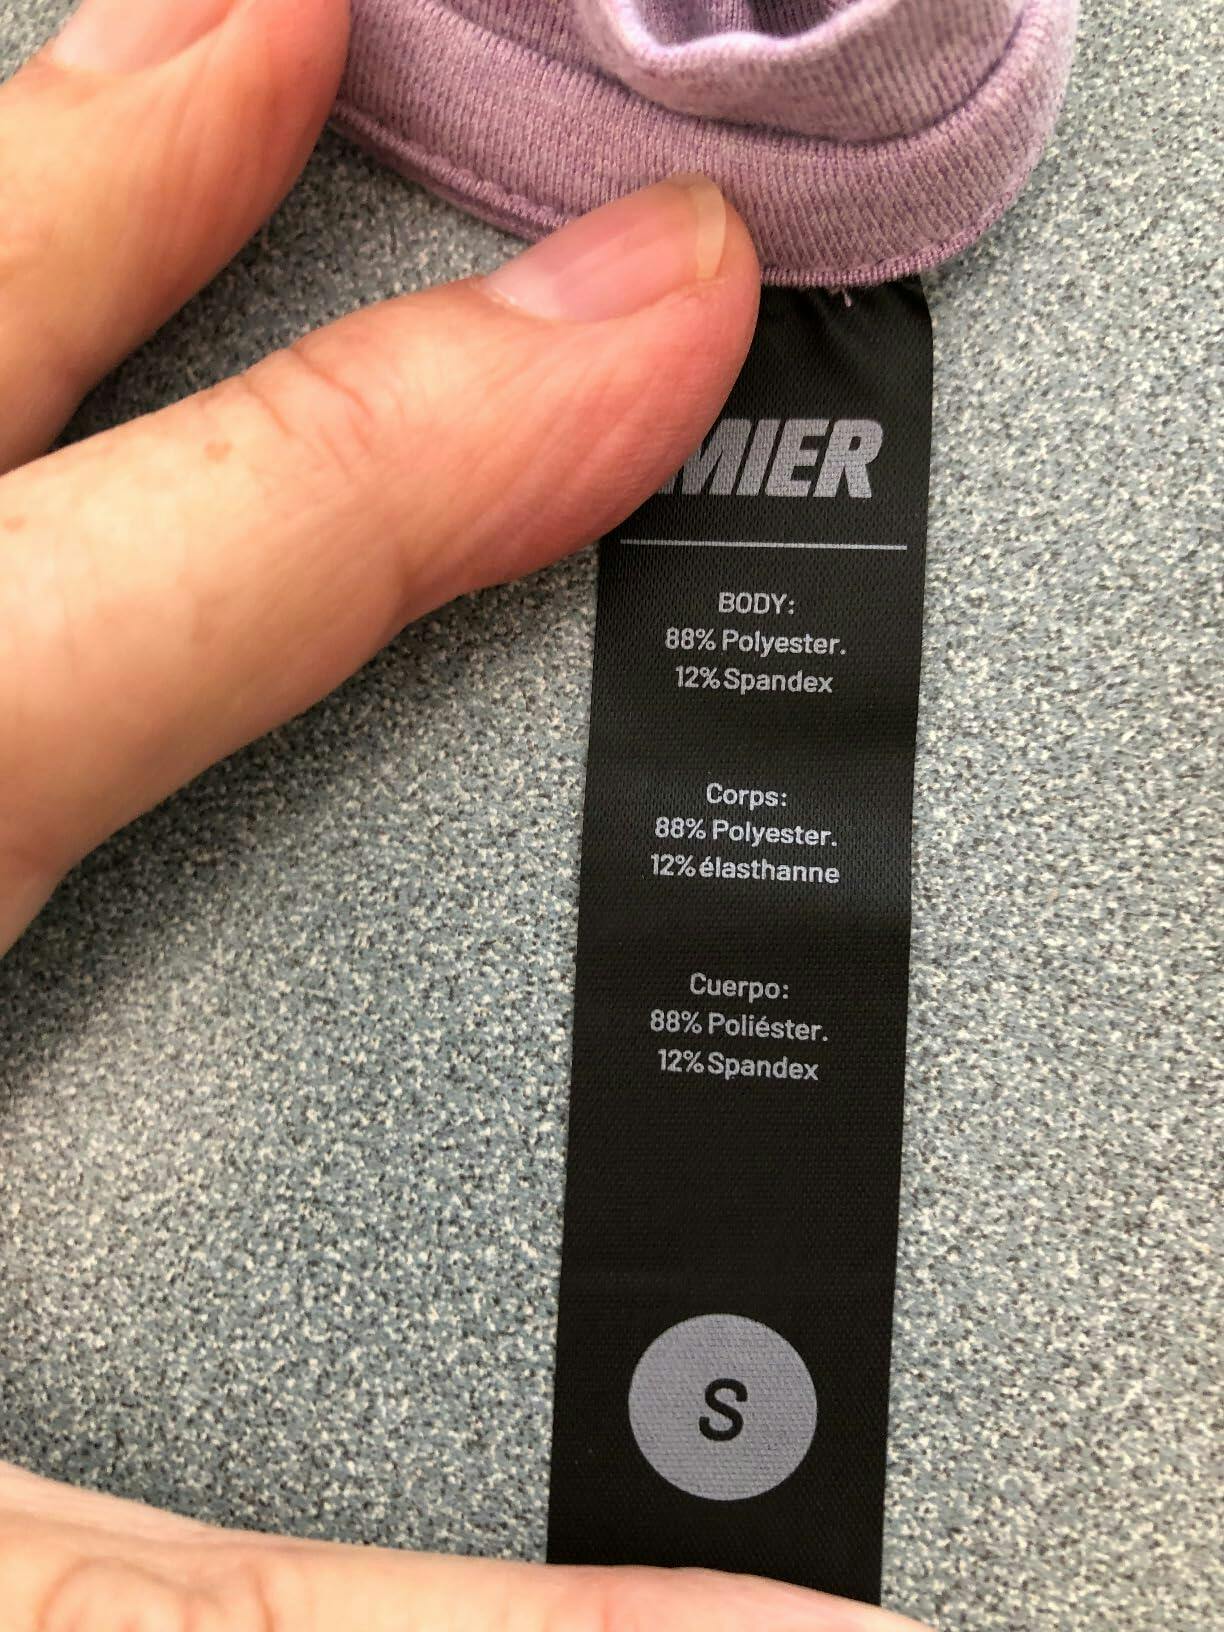 MIER
BODY:
88% Polyester.
12% Spandex
Corps:
88% Polyester.
12% élasthanne
Cuerpo:
88% Poliéster.
12% Spandex
S